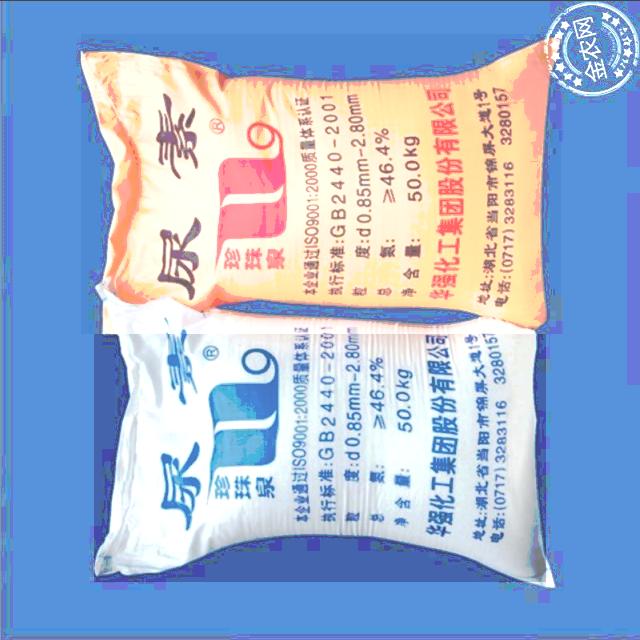 金农网
尿素®
珍珠泉
本企业通过ISO9001:2000质量体系认证
执行标准:GB2440-2001
粒 度:d0.85mm-2.80mm
总 氮: ≥46.4%
净含量: 50.0kg
华强化工集团股份有限公司
地址:湖北省当阳市锦屏大道1号
电话:(0717) 3283116 3280157
尿素®
珍珠泉
本企业通过ISO9001:2000质量体系认证
执行标准:GB2440-2001
粒 度:d0.85mm-2.80mm
总 氮: ≥46.4%
净含量: 50.0kg
华强化工集团股份有限公司
地址:湖北省当阳市锦屏大道1号
电话:(0717) 3283116 3280157